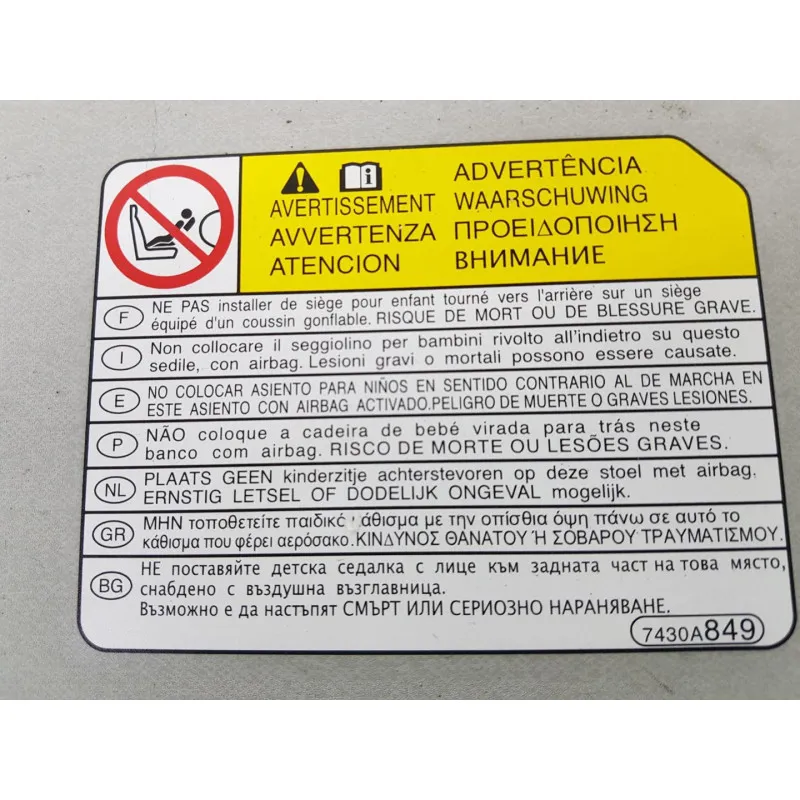 AVERTISSEMENT
AVVERTENZA
ATENCION
ADVERTÊNCIA
WAARSCHUWING
ΠΡΟΕΙΔΟΠΟΙΗΣΗ
ВНИМАНИЕ
F NE PAS installer de siège pour enfant tourné vers l'arrière sur un siège
équipé d'un coussin gonflable. RISQUE DE MORT OU DE BLESSURE GRAVE.
I Non collocare il seggiolino per bambini rivolto all'indietro su questo
sedile, con airbag. Lesioni gravi o mortali possono essere causate.
E NO COLOCAR ASIENTO PARA NIÑOS EN SENTIDO CONTRARIO AL DE MARCHA EN
ESTE ASIENTO CON AIRBAG ACTIVADO.PELIGRO DE MUERTE O GRAVES LESIONES.
P NÃO coloque a cadeira de bebé virada para trás neste
banco com airbag. RISCO DE MORTE OU LESÕES GRAVES.
NL PLAATS GEEN kinderzitje achterstevoren op deze stoel met airbag.
ERNSTIG LETSEL OF DODELIJK ONGEVAL mogelijk.
GR ΜΗΝ τοποθετείτε παιδικό κάθισμα με την οπίσθια όψη πάνω σε αυτό το
κάθισμα που φέρει αερόσακο. ΚΙΝΔΥΝΟΣ ΘΑΝΑΤΟΥ Ή ΣΟΒΑΡΟΥ ΤΡΑΥΜΑΤΙΣΜΟΥ.
BG НЕ поставяйте детска седалка с лице към задната част на това място,
снабдено с въздушна възглавница.
Възможно е да настъпят СМЪРТ ИЛИ СЕРИОЗНО НАРАНЯВАНЕ.
7430A849